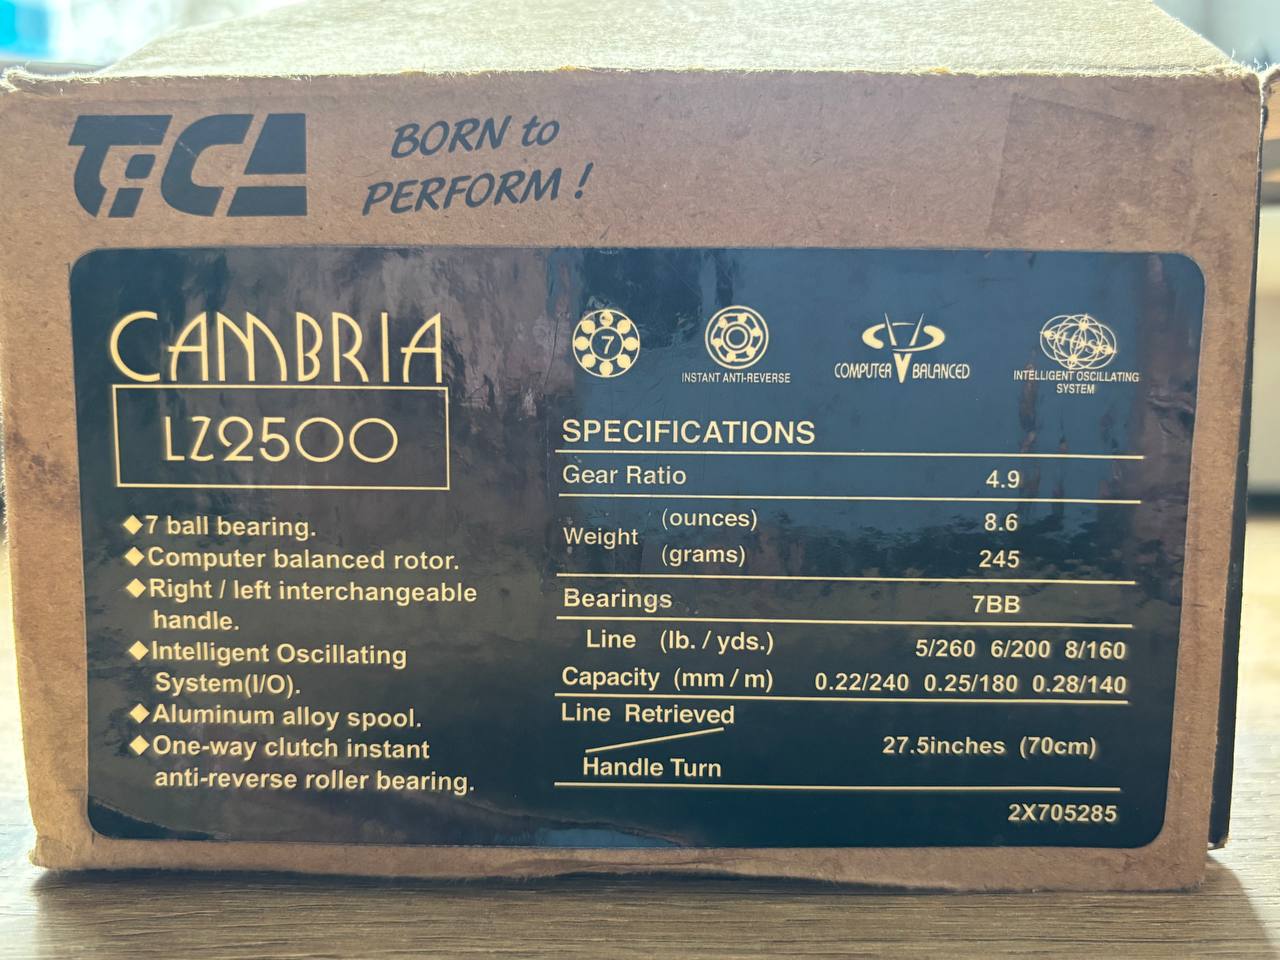 TiCA
BORN to
PERFORM !
CAMBRIA
LZ2500
◆7 ball bearing.
◆Computer balanced rotor.
◆Right / left interchangeable
handle.
◆Intelligent Oscillating
System(I/O).
◆Aluminum alloy spool.
◆One-way clutch instant
anti-reverse roller bearing.
7
INSTANT ANTI-REVERSE
COMPUTER BALANCED
INTELLIGENT OSCILLATING
SYSTEM
SPECIFICATIONS
Gear Ratio 4.9
Weight (ounces) 8.6
(grams) 245
Bearings 7BB
Line (lb. / yds.) 5/260 6/200 8/160
Capacity (mm / m) 0.22/240 0.25/180 0.28/140
Line Retrieved
27.5inches (70cm)
Handle Turn
2X705285